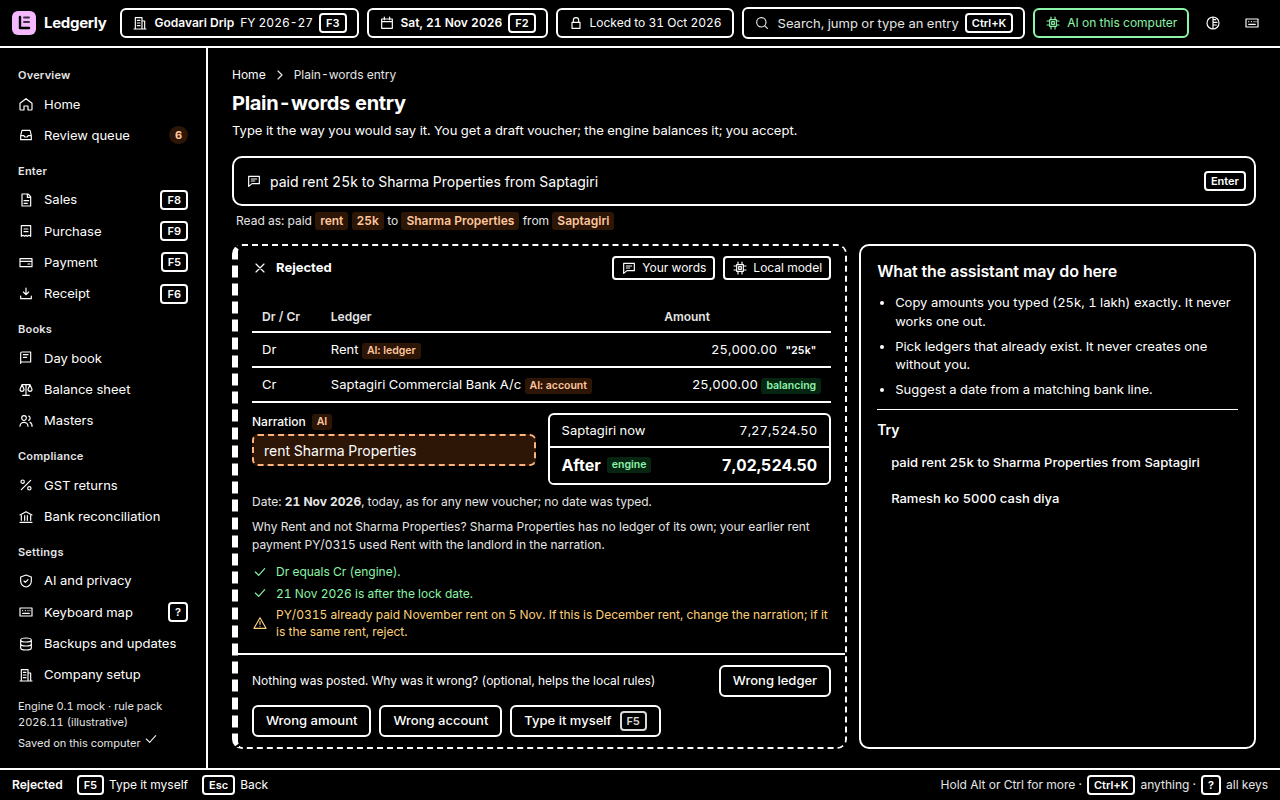 Ledgerly
Godavari Drip FY 2026-27 F3
Sat, 21 Nov 2026 F2
Locked to 31 Oct 2026
Search, jump or type an entry Ctrl+K
AI on this computer
Overview
Home
Review queue 6
Enter
Sales F8
Purchase F9
Payment F5
Receipt F6
Books
Day book
Balance sheet
Masters
Compliance
GST returns
Bank reconciliation
Settings
AI and privacy
Keyboard map ?
Backups and updates
Company setup
Engine 0.1 mock · rule pack
2026.11 (illustrative)
Saved on this computer
Home > Plain-words entry
Plain-words entry
Type it the way you would say it. You get a draft voucher; the engine balances it; you accept.
paid rent 25k to Sharma Properties from Saptagiri Enter
Read as: paid rent 25k to Sharma Properties from Saptagiri
Rejected Your words Local model
Dr / Cr Ledger Amount
Dr Rent AI: ledger 25,000.00 "25k"
Cr Saptagiri Commercial Bank A/c AI: account 25,000.00 balancing
Narration AI
rent Sharma Properties
Saptagiri now 7,27,524.50
After engine 7,02,524.50
Date: 21 Nov 2026, today, as for any new voucher; no date was typed.
Why Rent and not Sharma Properties? Sharma Properties has no ledger of its own; your earlier rent
payment PY/0315 used Rent with the landlord in the narration.
Dr equals Cr (engine).
21 Nov 2026 is after the lock date.
PY/0315 already paid November rent on 5 Nov. If this is December rent, change the narration; if it
is the same rent, reject.
Nothing was posted. Why was it wrong? (optional, helps the local rules) Wrong ledger
Wrong amount Wrong account Type it myself F5
What the assistant may do here
• Copy amounts you typed (25k, 1 lakh) exactly. It never
works one out.
• Pick ledgers that already exist. It never creates one
without you.
• Suggest a date from a matching bank line.
Try
paid rent 25k to Sharma Properties from Saptagiri
Ramesh ko 5000 cash diya
Rejected F5 Type it myself Esc Back
Hold Alt or Ctrl for more · Ctrl+K anything · ? all keys